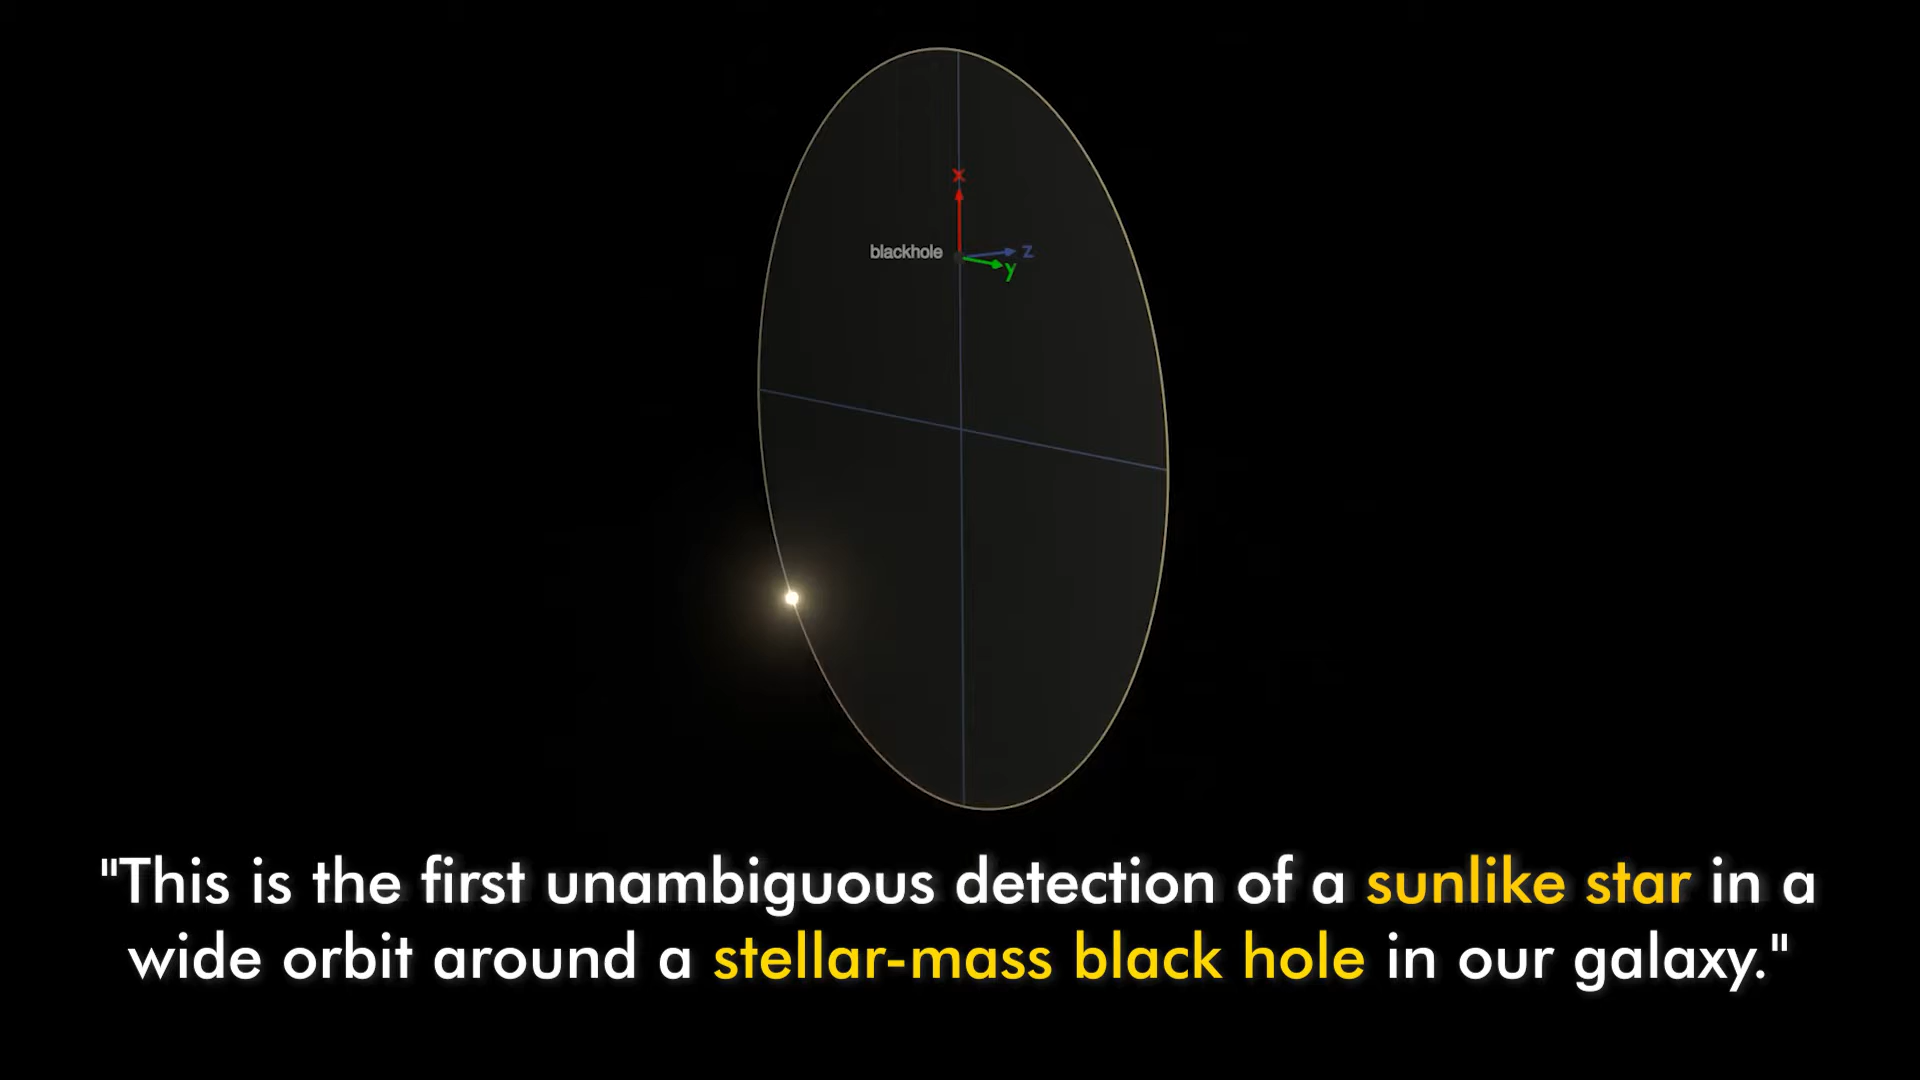 x
blackhole
z
y
"This is the first unambiguous detection of a sunlike star in a
wide orbit around a stellar-mass black hole in our galaxy."